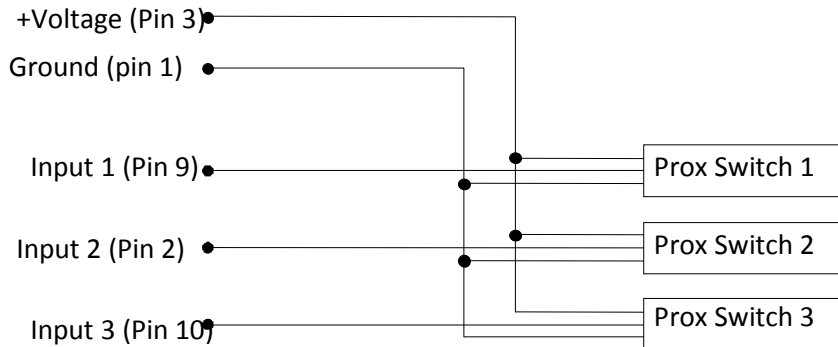 +Voltage (Pin 3)
Ground (pin 1)
Input 1 (Pin 9)
Prox Switch 1
Input 2 (Pin 2)
Prox Switch 2
Input 3 (Pin 10)
Prox Switch 3